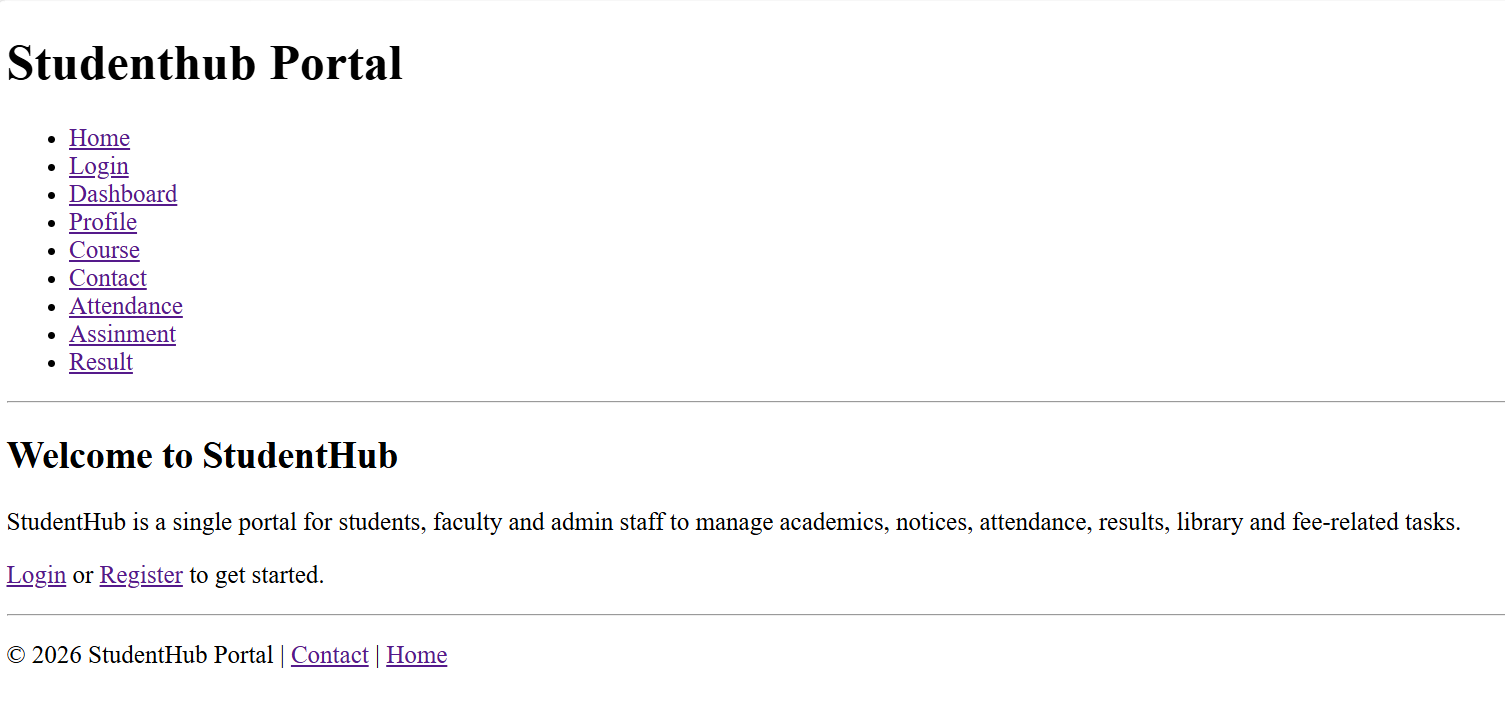 Studenthub Portal
Home
Login
Dashboard
Profile
Course
Contact
Attendance
Assinment
Result
Welcome to StudentHub
StudentHub is a single portal for students, faculty and admin staff to manage academics, notices, attendance, results, library and fee-related tasks.
Login or Register to get started.
© 2026 StudentHub Portal | Contact | Home